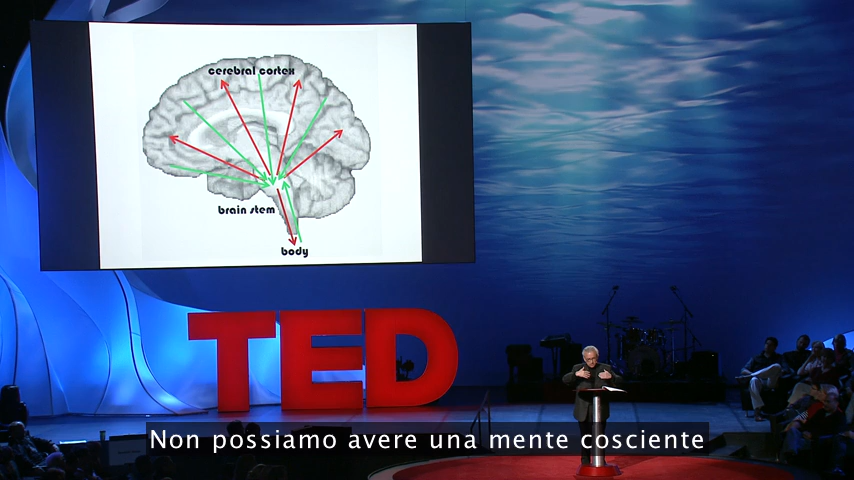 cerebral cortex
brain stem
body
TED
Non possiamo avere una mente cosciente